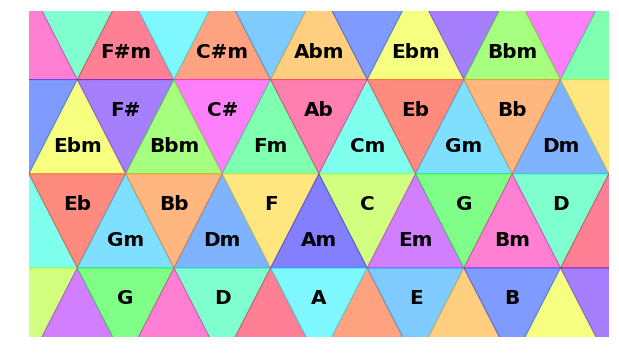 F#m C#m Abm Ebm Bbm
F# C# Ab Eb Bb
Ebm Bbm Fm Cm Gm Dm
Eb Bb F C G D
Gm Dm Am Em Bm
G D A E B